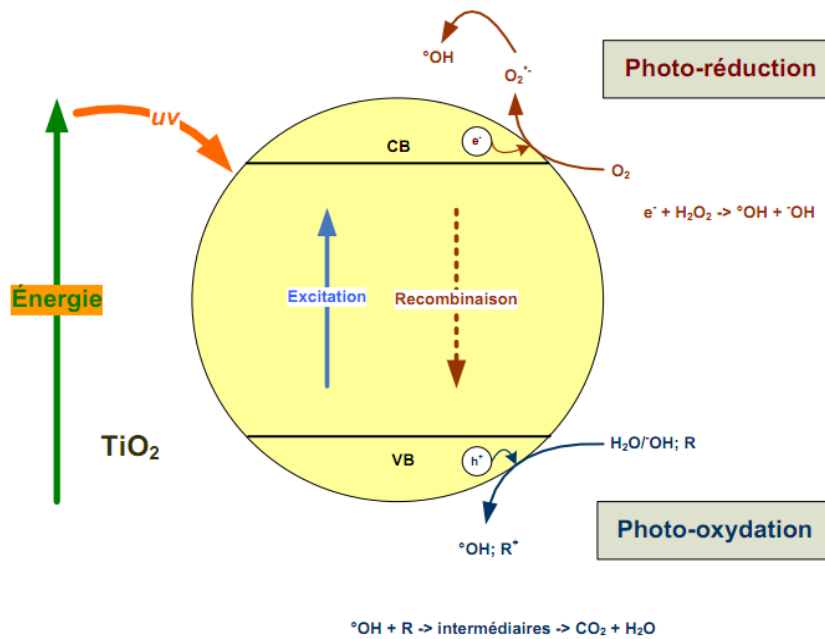 °OH
O₂°⁻
Photo-réduction
uv
CB
e⁻
O₂
e⁻ + H₂O₂ -> °OH + ⁻OH
Énergie
Excitation
Recombinaison
TiO₂
VB
h⁺
H₂O/⁻OH; R
°OH; R⁺
Photo-oxydation
°OH + R -> intermédiaires -> CO₂ + H₂O